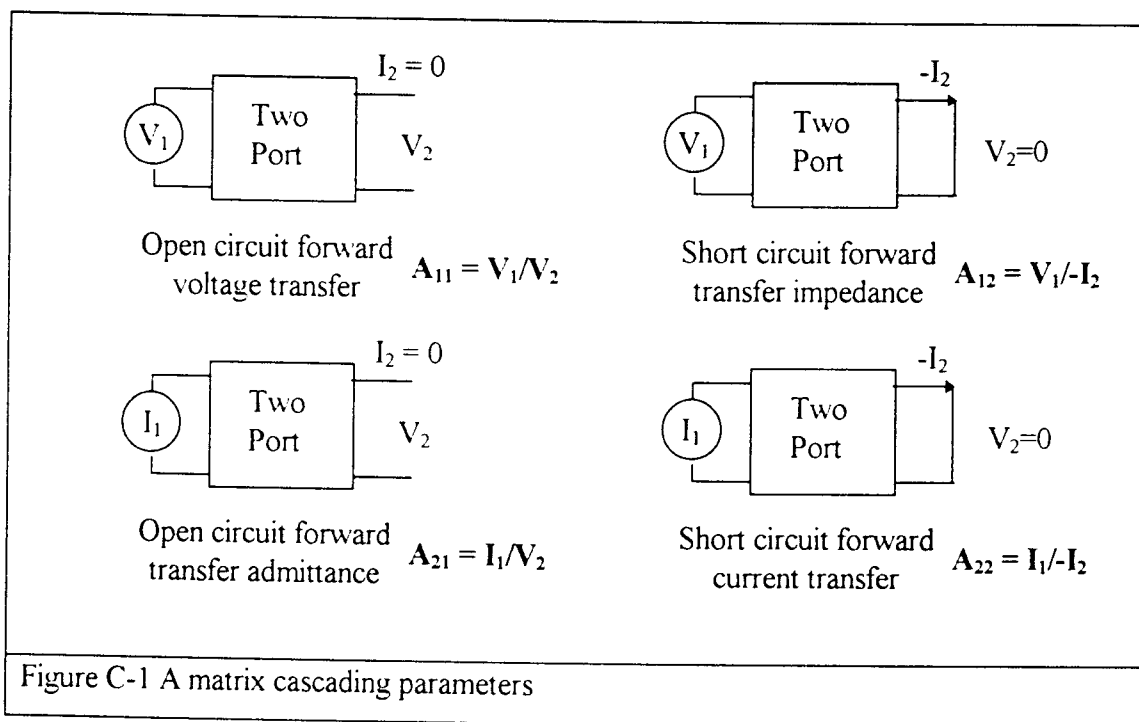 I₂ = 0
V₁
Two
Port
V₂
Open circuit forward
voltage transfer
A₁₁ = V₁/V₂
-I₂
V₁
Two
Port
V₂=0
Short circuit forward
transfer impedance
A₁₂ = V₁/-I₂
I₂ = 0
I₁
Two
Port
V₂
Open circuit forward
transfer admittance
A₂₁ = I₁/V₂
-I₂
I₁
Two
Port
V₂=0
Short circuit forward
current transfer
A₂₂ = I₁/-I₂
Figure C-1 A matrix cascading parameters